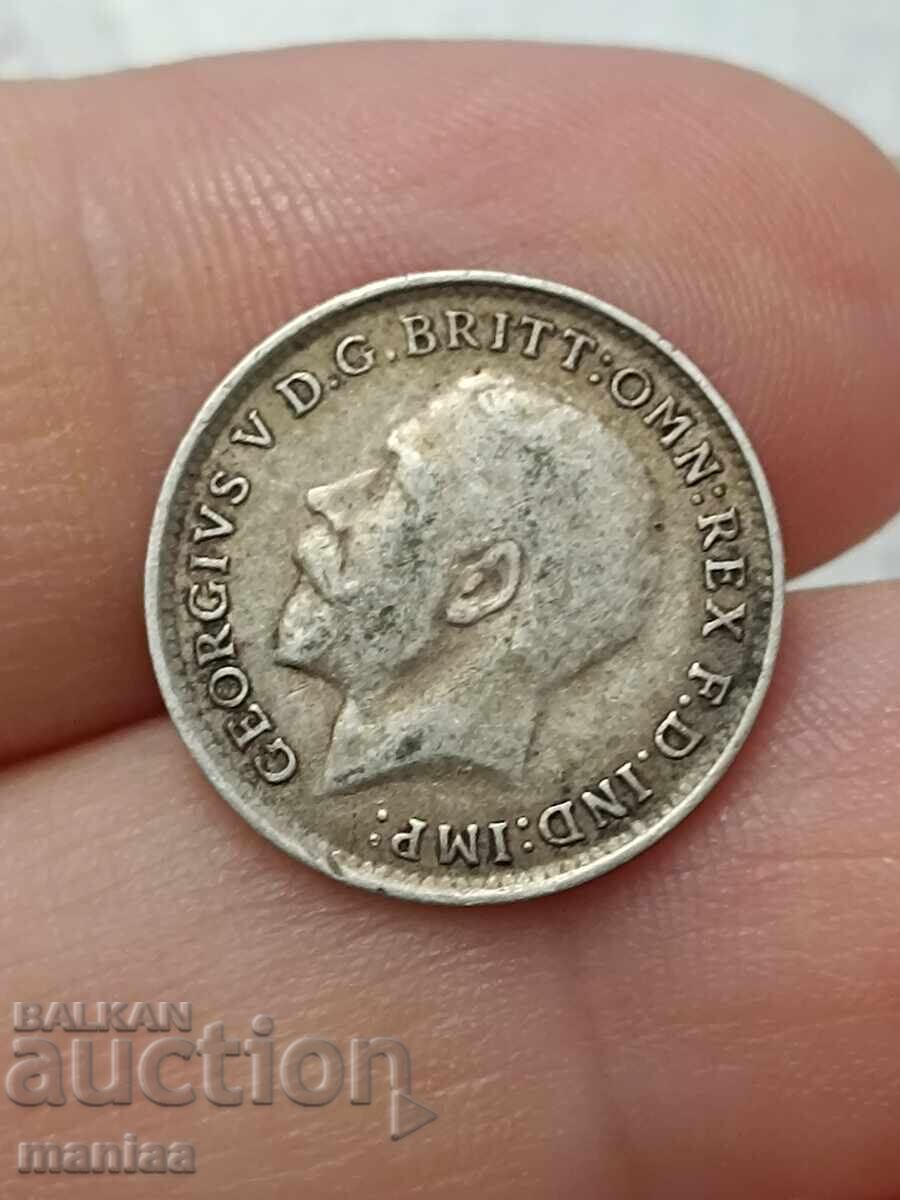 GEORGIVS V D.G.BRITT:OMN:REX F.D.IND:IMP:
BALKAN
auction
maniaa